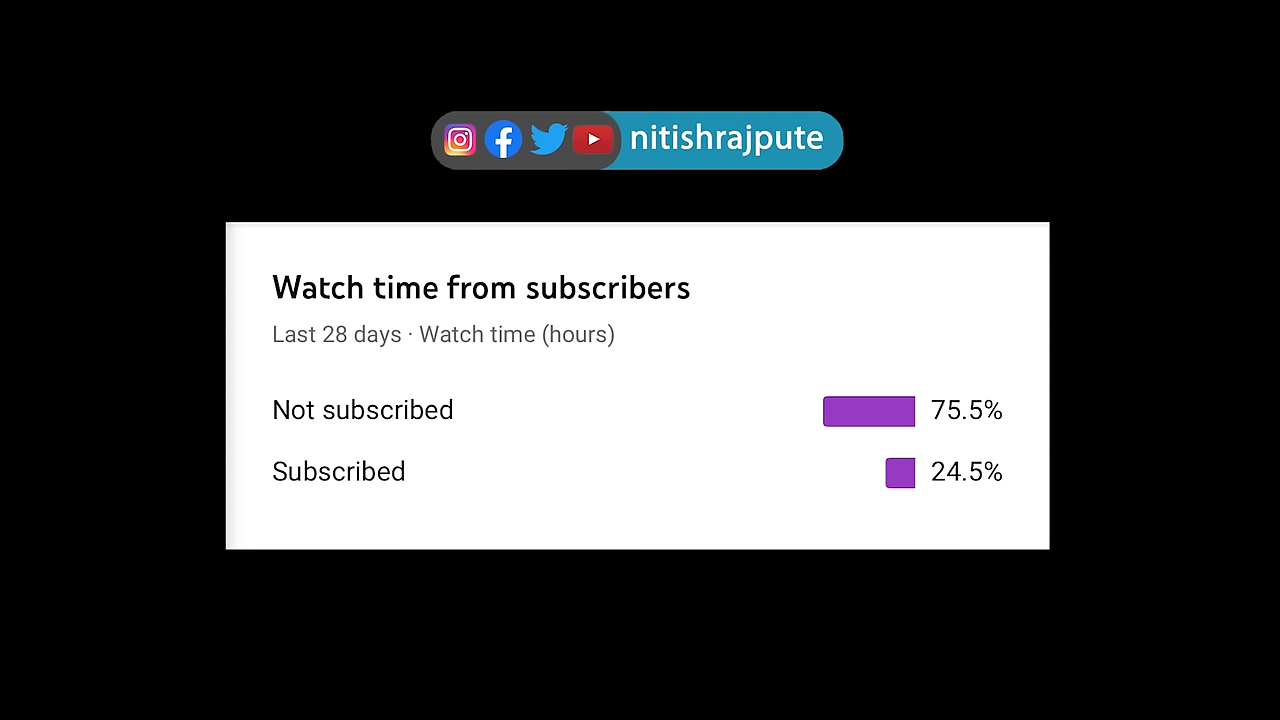 nitishrajpute
Watch time from subscribers
Last 28 days · Watch time (hours)
Not subscribed 75.5%
Subscribed 24.5%